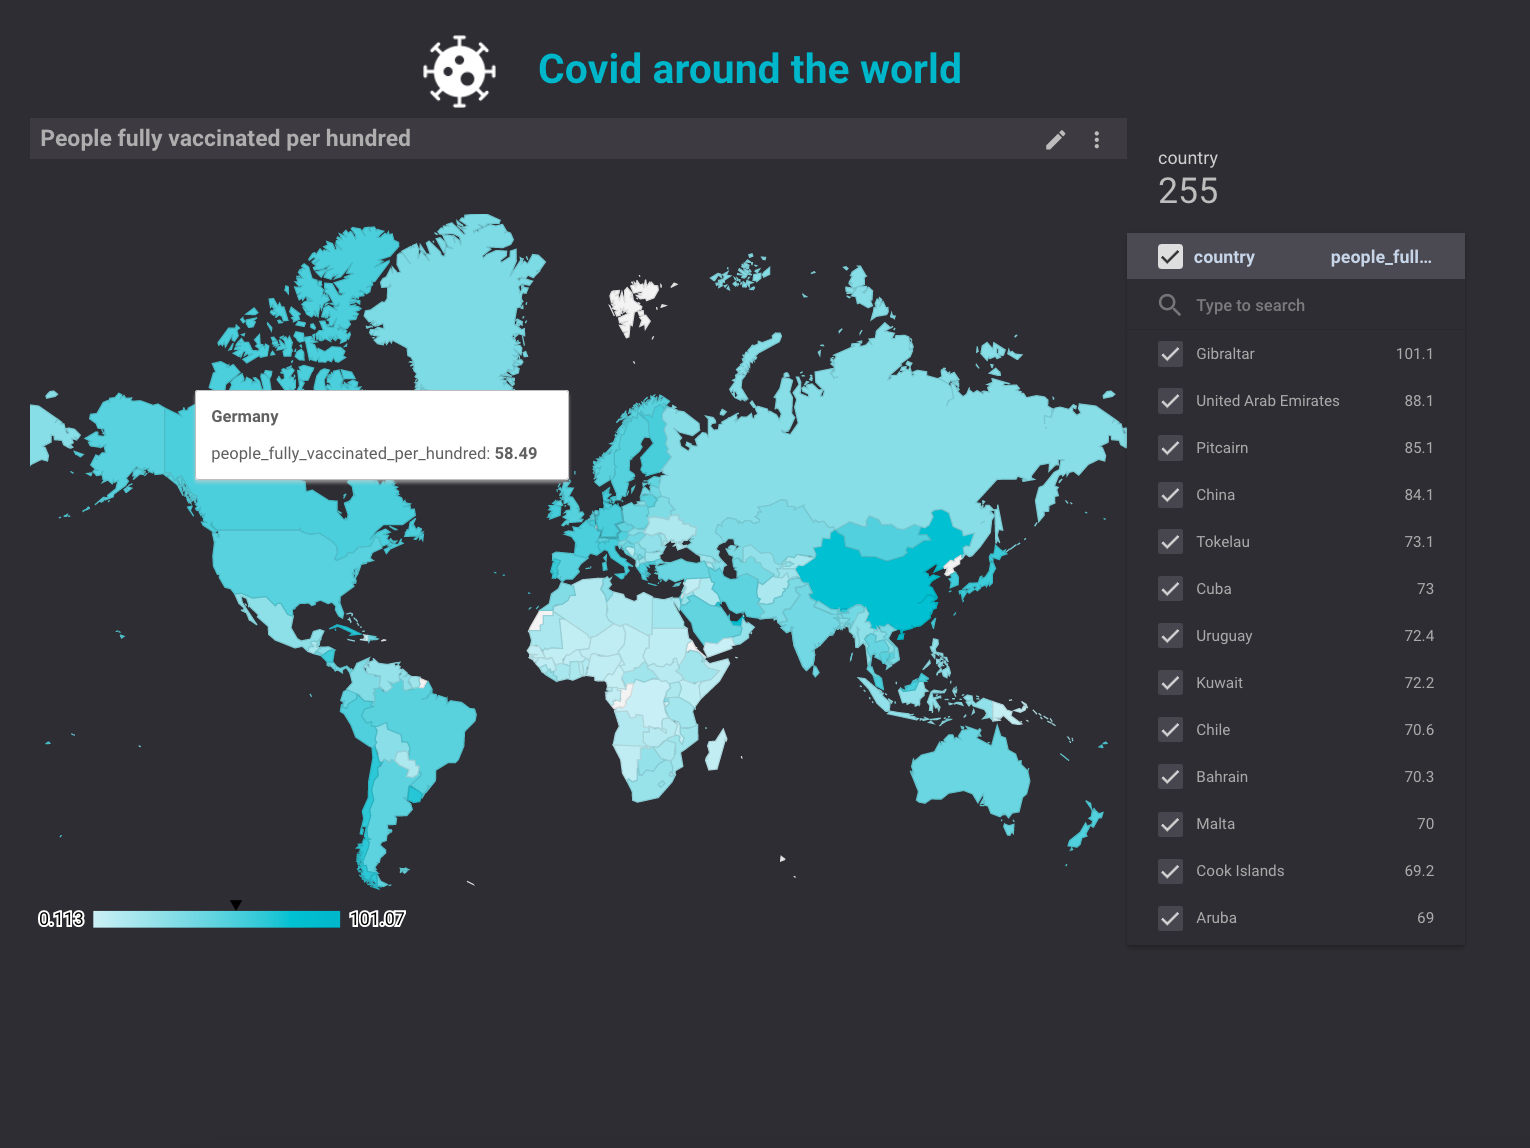 Covid around the world
People fully vaccinated per hundred
country
255
country people_full...
Type to search
Gibraltar 101.1
United Arab Emirates 88.1
Pitcairn 85.1
China 84.1
Tokelau 73.1
Cuba 73
Uruguay 72.4
Kuwait 72.2
Chile 70.6
Bahrain 70.3
Malta 70
Cook Islands 69.2
Aruba 69
Germany
people_fully_vaccinated_per_hundred: 58.49
0.113 101.07